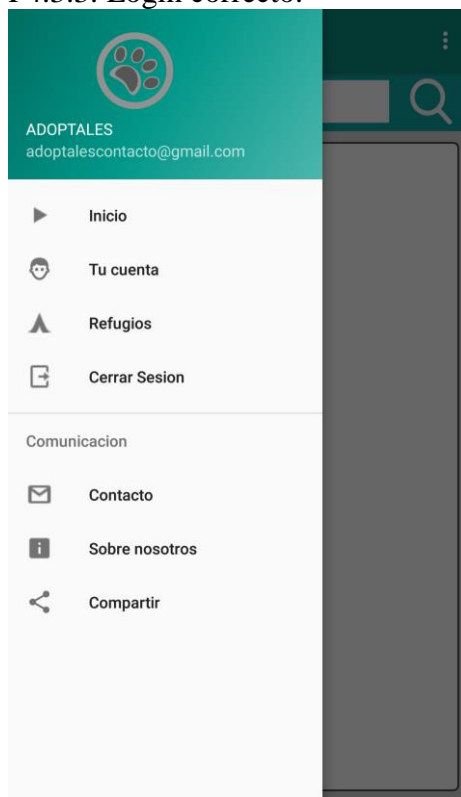 ADOPTALES
adoptalescontacto@gmail.com
Inicio
Tu cuenta
Refugios
Cerrar Sesion
Comunicacion
Contacto
Sobre nosotros
Compartir